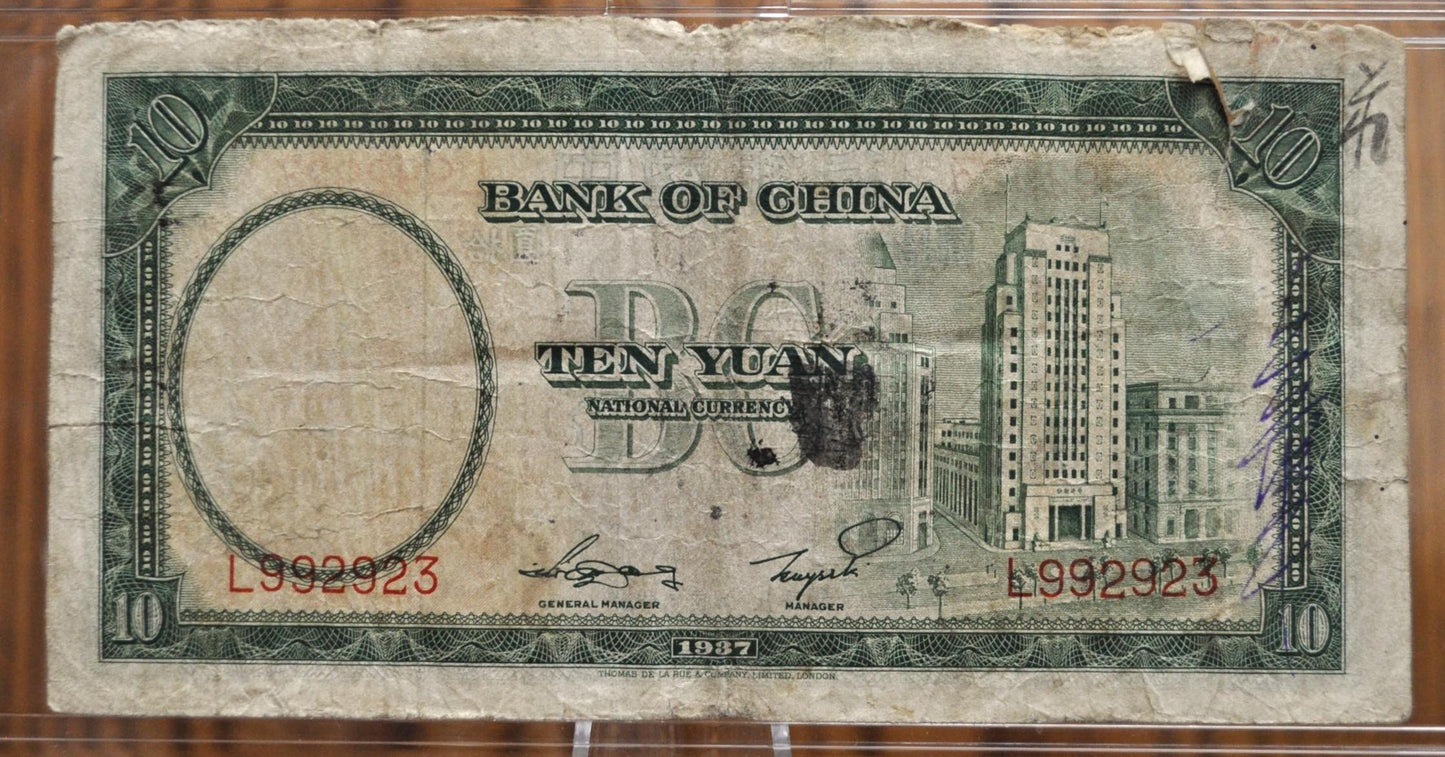 10 10
BANK OF CHINA
BC
TEN YUAN
NATIONAL CURRENCY
L992923 L992923
GENERAL MANAGER MANAGER
10 1937 10
THOMAS DE LA RUE & COMPANY, LIMITED, LONDON.